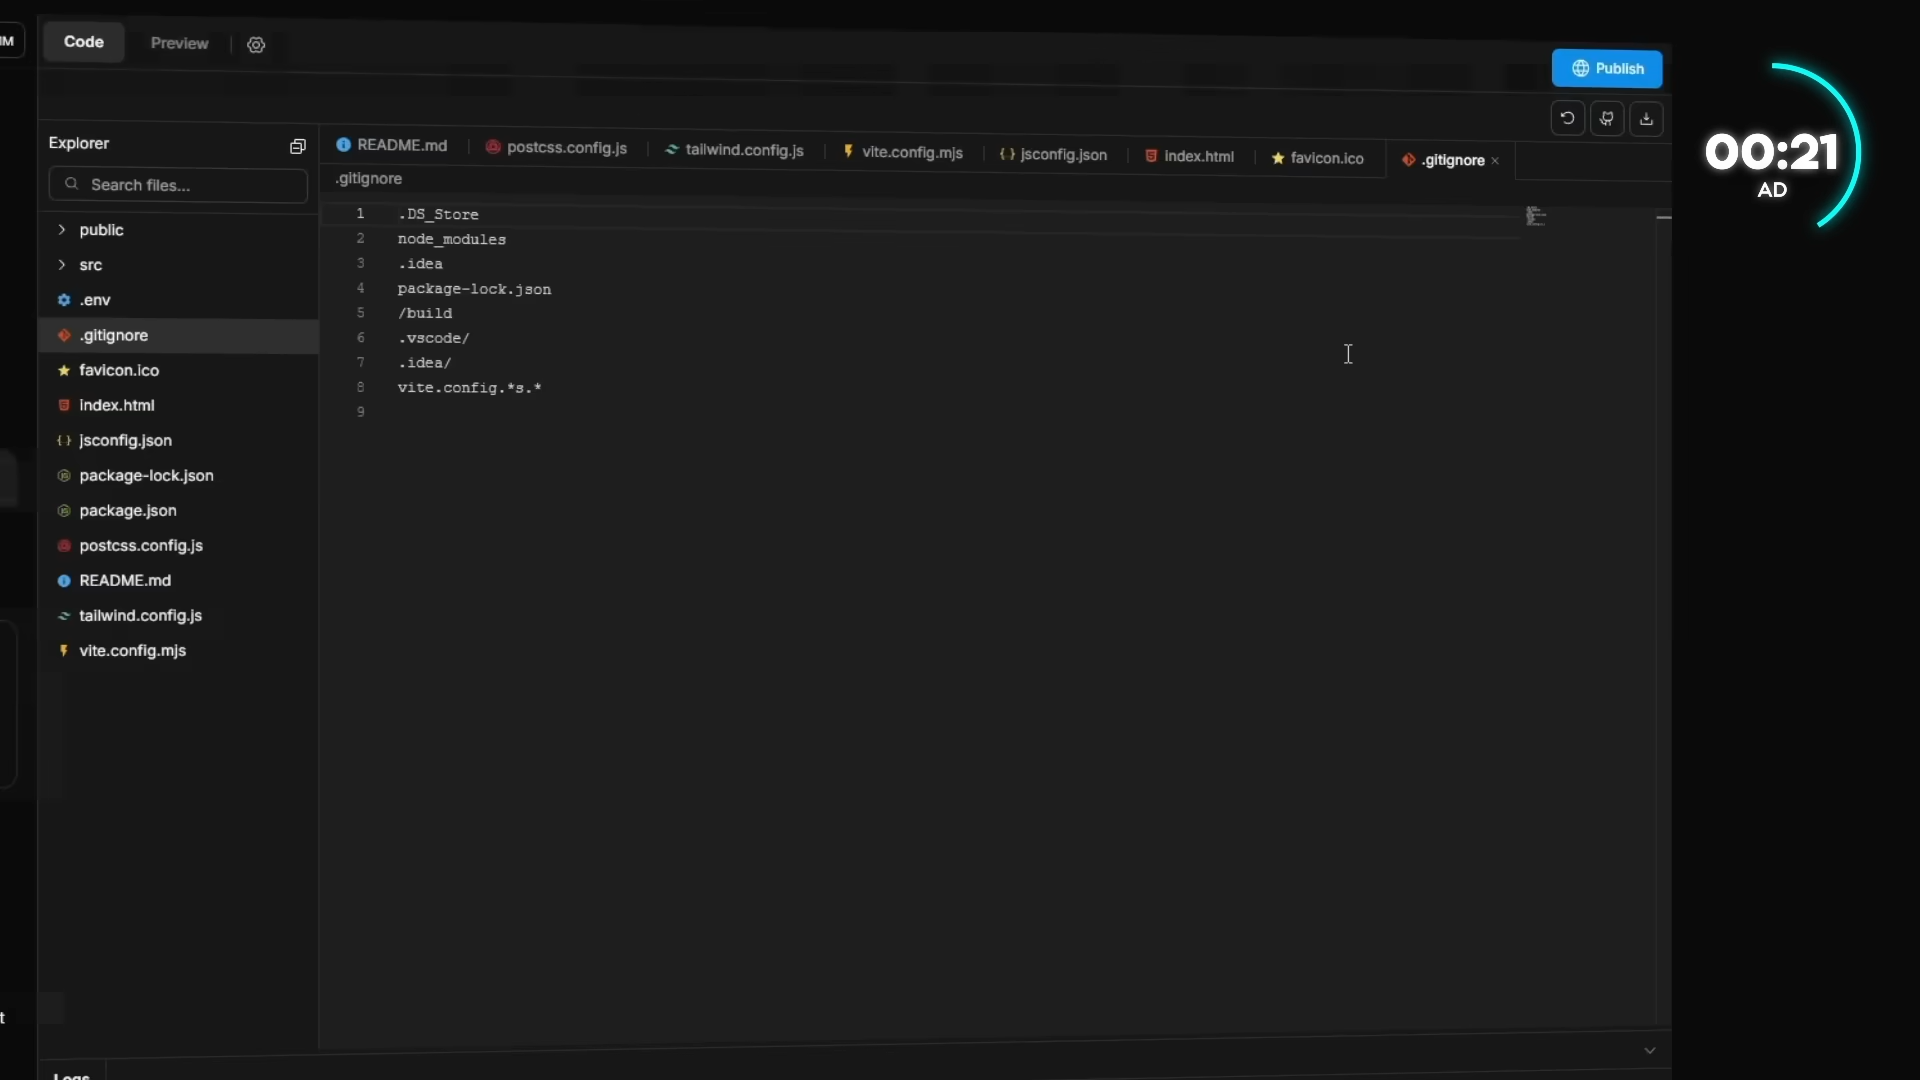 IM
Code
Preview
Publish
00:21
AD
Explorer
Search files...
public
src
.env
.gitignore
favicon.ico
index.html
jsconfig.json
package-lock.json
package.json
postcss.config.js
README.md
tailwind.config.js
vite.config.mjs
README.md
postcss.config.js
tailwind.config.js
vite.config.mjs
jsconfig.json
index.html
favicon.ico
.gitignore
.gitignore
1 .DS_Store
2 node_modules
3 .idea
4 package-lock.json
5 /build
6 .vscode/
7 .idea/
8 vite.config.*s.*
9
t
Logs